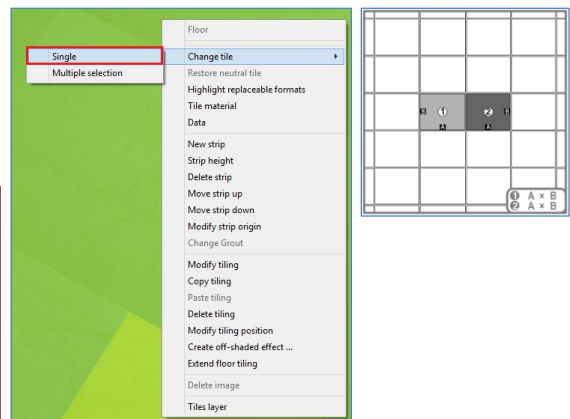 Floor
Single
Multiple selection
Change tile
Restore neutral tile
Highlight replaceable formats
Tile material
Data
New strip
Strip height
Delete strip
Move strip up
Move strip down
Modify strip origin
Change Grout
Modify tiling
Copy tiling
Paste tiling
Delete tiling
Modify tiling position
Create off-shaded effect ...
Extend floor tiling
Delete image
Tiles layer
B 1 2 B
A A
1 A × B
2 A × B